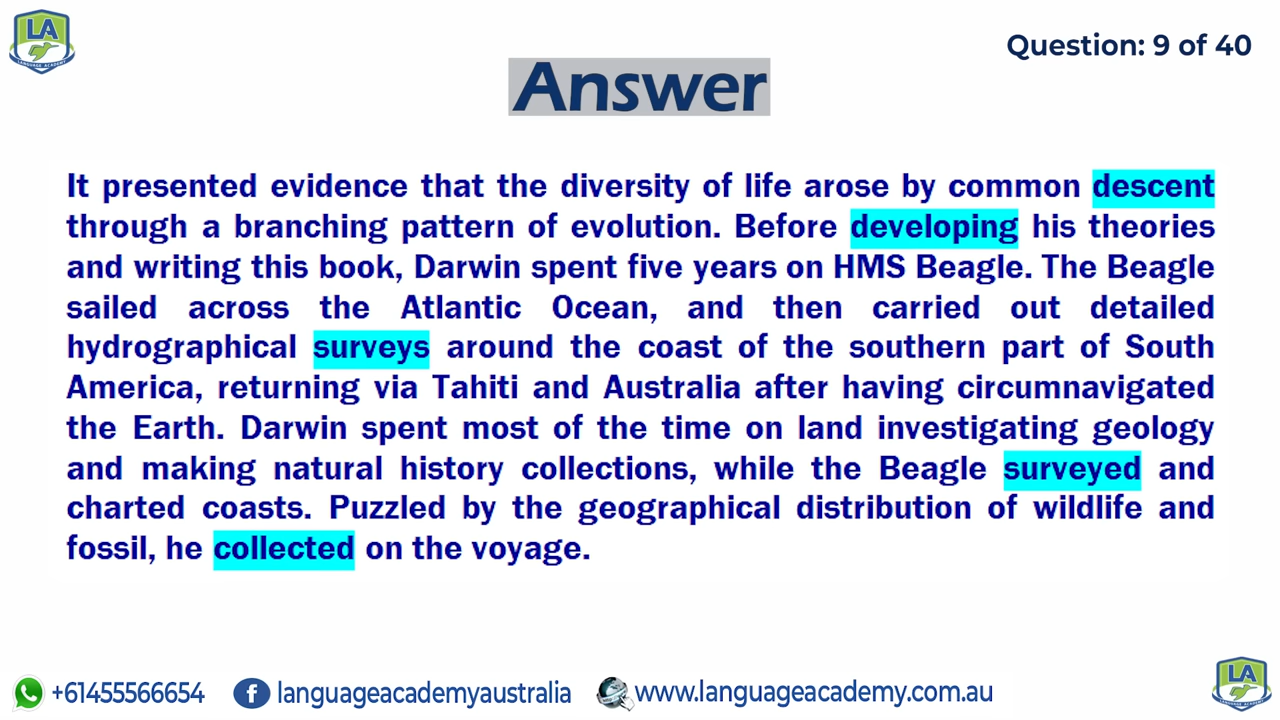 LA
LANGUAGE ACADEMY
Question: 9 of 40
Answer
It presented evidence that the diversity of life arose by common descent
through a branching pattern of evolution. Before developing his theories
and writing this book, Darwin spent five years on HMS Beagle. The Beagle
sailed across the Atlantic Ocean, and then carried out detailed
hydrographical surveys around the coast of the southern part of South
America, returning via Tahiti and Australia after having circumnavigated
the Earth. Darwin spent most of the time on land investigating geology
and making natural history collections, while the Beagle surveyed and
charted coasts. Puzzled by the geographical distribution of wildlife and
fossil, he collected on the voyage.
+61455566654
f languageacademyaustralia
www.languageacademy.com.au
LA
LANGUAGE ACADEMY